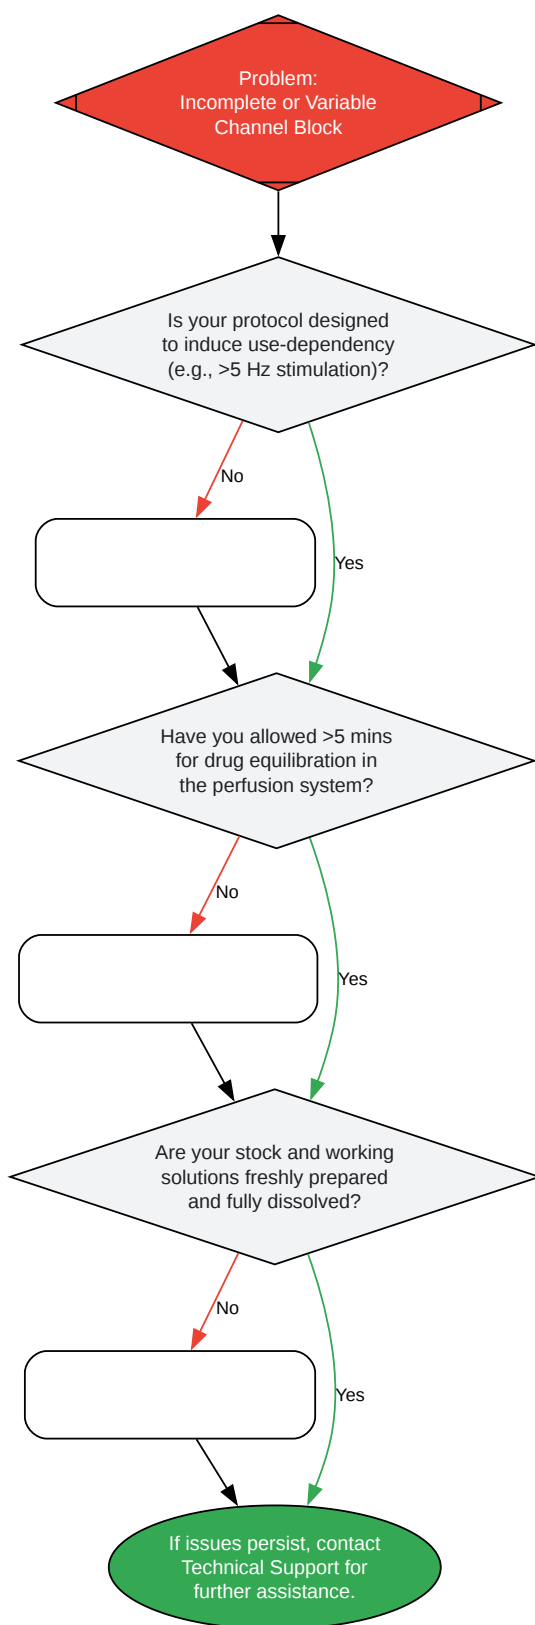 Problem:
Incomplete or Variable
Channel Block
Is your protocol designed
to induce use-dependency
(e.g., >5 Hz stimulation)?
No
Yes
Have you allowed >5 mins
for drug equilibration in
the perfusion system?
No
Yes
Are your stock and working
solutions freshly prepared
and fully dissolved?
No
Yes
If issues persist, contact
Technical Support for
further assistance.